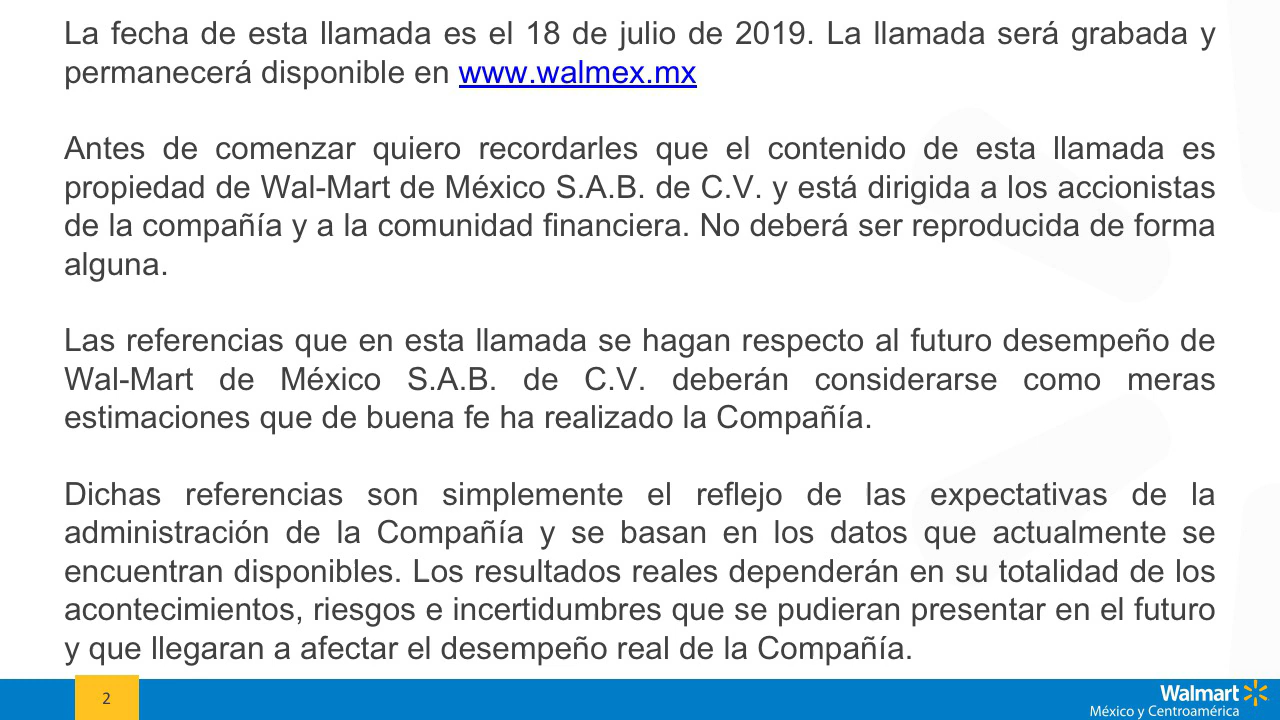 La fecha de esta llamada es el 18 de julio de 2019. La llamada será grabada y
permanecerá disponible en www.walmex.mx
Antes de comenzar quiero recordarles que el contenido de esta llamada es
propiedad de Wal-Mart de México S.A.B. de C.V. y está dirigida a los accionistas
de la compañía y a la comunidad financiera. No deberá ser reproducida de forma
alguna.
Las referencias que en esta llamada se hagan respecto al futuro desempeño de
Wal-Mart de México S.A.B. de C.V. deberán considerarse como meras
estimaciones que de buena fe ha realizado la Compañía.
Dichas referencias son simplemente el reflejo de las expectativas de la
administración de la Compañía y se basan en los datos que actualmente se
encuentran disponibles. Los resultados reales dependerán en su totalidad de los
acontecimientos, riesgos e incertidumbres que se pudieran presentar en el futuro
y que llegaran a afectar el desempeño real de la Compañía.
2
Walmart
México y Centroamérica